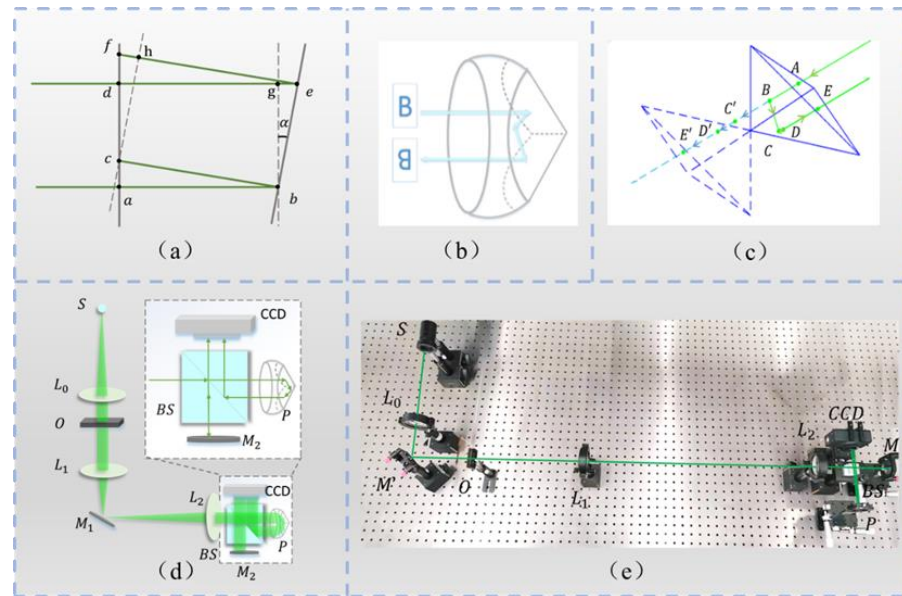 f
h
d
g
e
α
c
a
b
(a)
B
B
(b)
A
B
E
C′
D′
D
E′
C
(c)
S
L₀
O
L₁
M₁
L₂
BS
M₂
CCD
P
CCD
BS
P
M₂
(d)
S
L₀
M′
O
L₁
L₂
CCD
M
BS
P
(e)